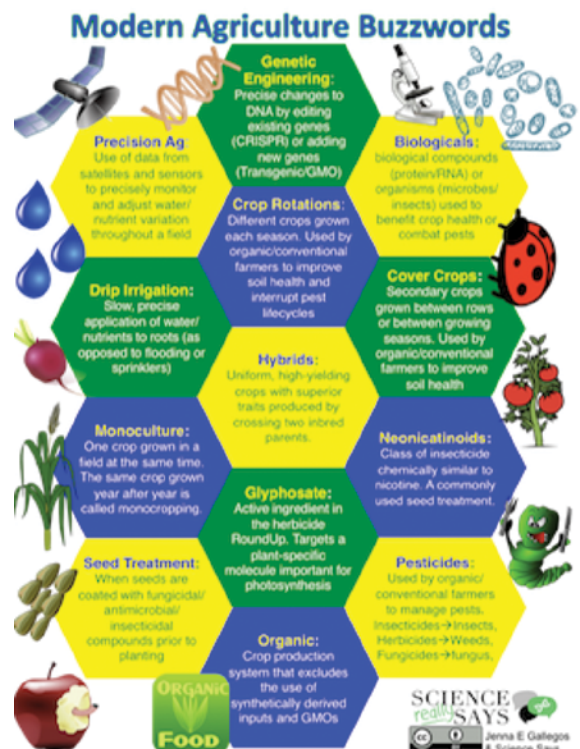 Modern Agriculture Buzzwords
Genetic
Engineering:
Precise changes to
DNA by editing
existing genes
(CRISPR) or adding
new genes
(Transgenic/GMO)
Precision Ag:
Use of data from
satellites and sensors
to precisely monitor
and adjust water/
nutrient variation
throughout a field
Biologicals:
biological compounds
(protein/RNA) or
organisms (microbes/
insects) used to
benefit crop health or
combat pests
Crop Rotations:
Different crops grown
each season. Used by
organic/conventional
farmers to improve
soil health and
interrupt pest
lifecycles
Drip Irrigation:
Slow, precise
application of water/
nutrients to roots (as
opposed to flooding or
sprinklers)
Cover Crops:
Secondary crops
grown between rows
or between growing
seasons. Used by
organic/conventional
farmers to improve
soil health
Hybrids:
Uniform, high-yielding
crops with superior
traits produced by
crossing two inbred
parents.
Monoculture:
One crop grown in a
field at the same time.
The same crop grown
year after year is
called monocropping.
Neonicatinoids:
Class of insecticide
chemically similar to
nicotine. A commonly
used seed treatment.
Glyphosate:
Active ingredient in
the herbicide
RoundUp. Targets a
plant-specific
molecule important for
photosynthesis
Seed Treatment:
When seeds are
coated with fungicidal/
antimicrobial/
insecticidal
compounds prior to
planting
Pesticides:
Used by organic/
conventional farmers
to manage pests.
Insecticides→Insects,
Herbicides→Weeds,
Fungicides→fungus,
Organic:
Crop production
system that excludes
the use of
synthetically derived
inputs and GMOs
ORGANIC
FOOD
SCIENCE
really SAYS
cc BY
Jenna E Gallegos
& Science Says